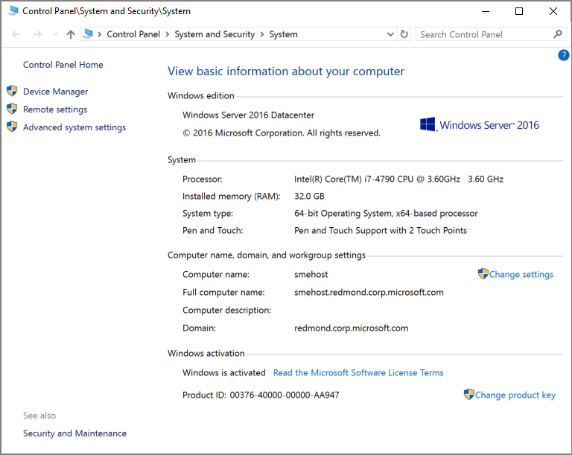 Control Panel\System and Security\System
Control Panel > System and Security > System
Search Control Panel
Control Panel Home
Device Manager
Remote settings
Advanced system settings
See also
Security and Maintenance
View basic information about your computer
Windows edition
Windows Server 2016 Datacenter
© 2016 Microsoft Corporation. All rights reserved.
Windows Server® 2016
System
Processor: Intel(R) Core(TM) i7-4790 CPU @ 3.60GHz 3.60 GHz
Installed memory (RAM): 32.0 GB
System type: 64-bit Operating System, x64-based processor
Pen and Touch: Pen and Touch Support with 2 Touch Points
Computer name, domain, and workgroup settings
Computer name: smehost
Change settings
Full computer name: smehost.redmond.corp.microsoft.com
Computer description:
Domain: redmond.corp.microsoft.com
Windows activation
Windows is activated Read the Microsoft Software License Terms
Product ID: 00376-40000-00000-AA947
Change product key